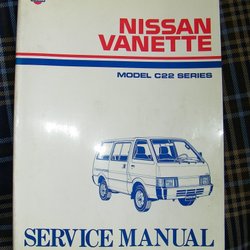 NISSAN
VANETTE
MODEL C22 SERIES
SERVICE MANUAL